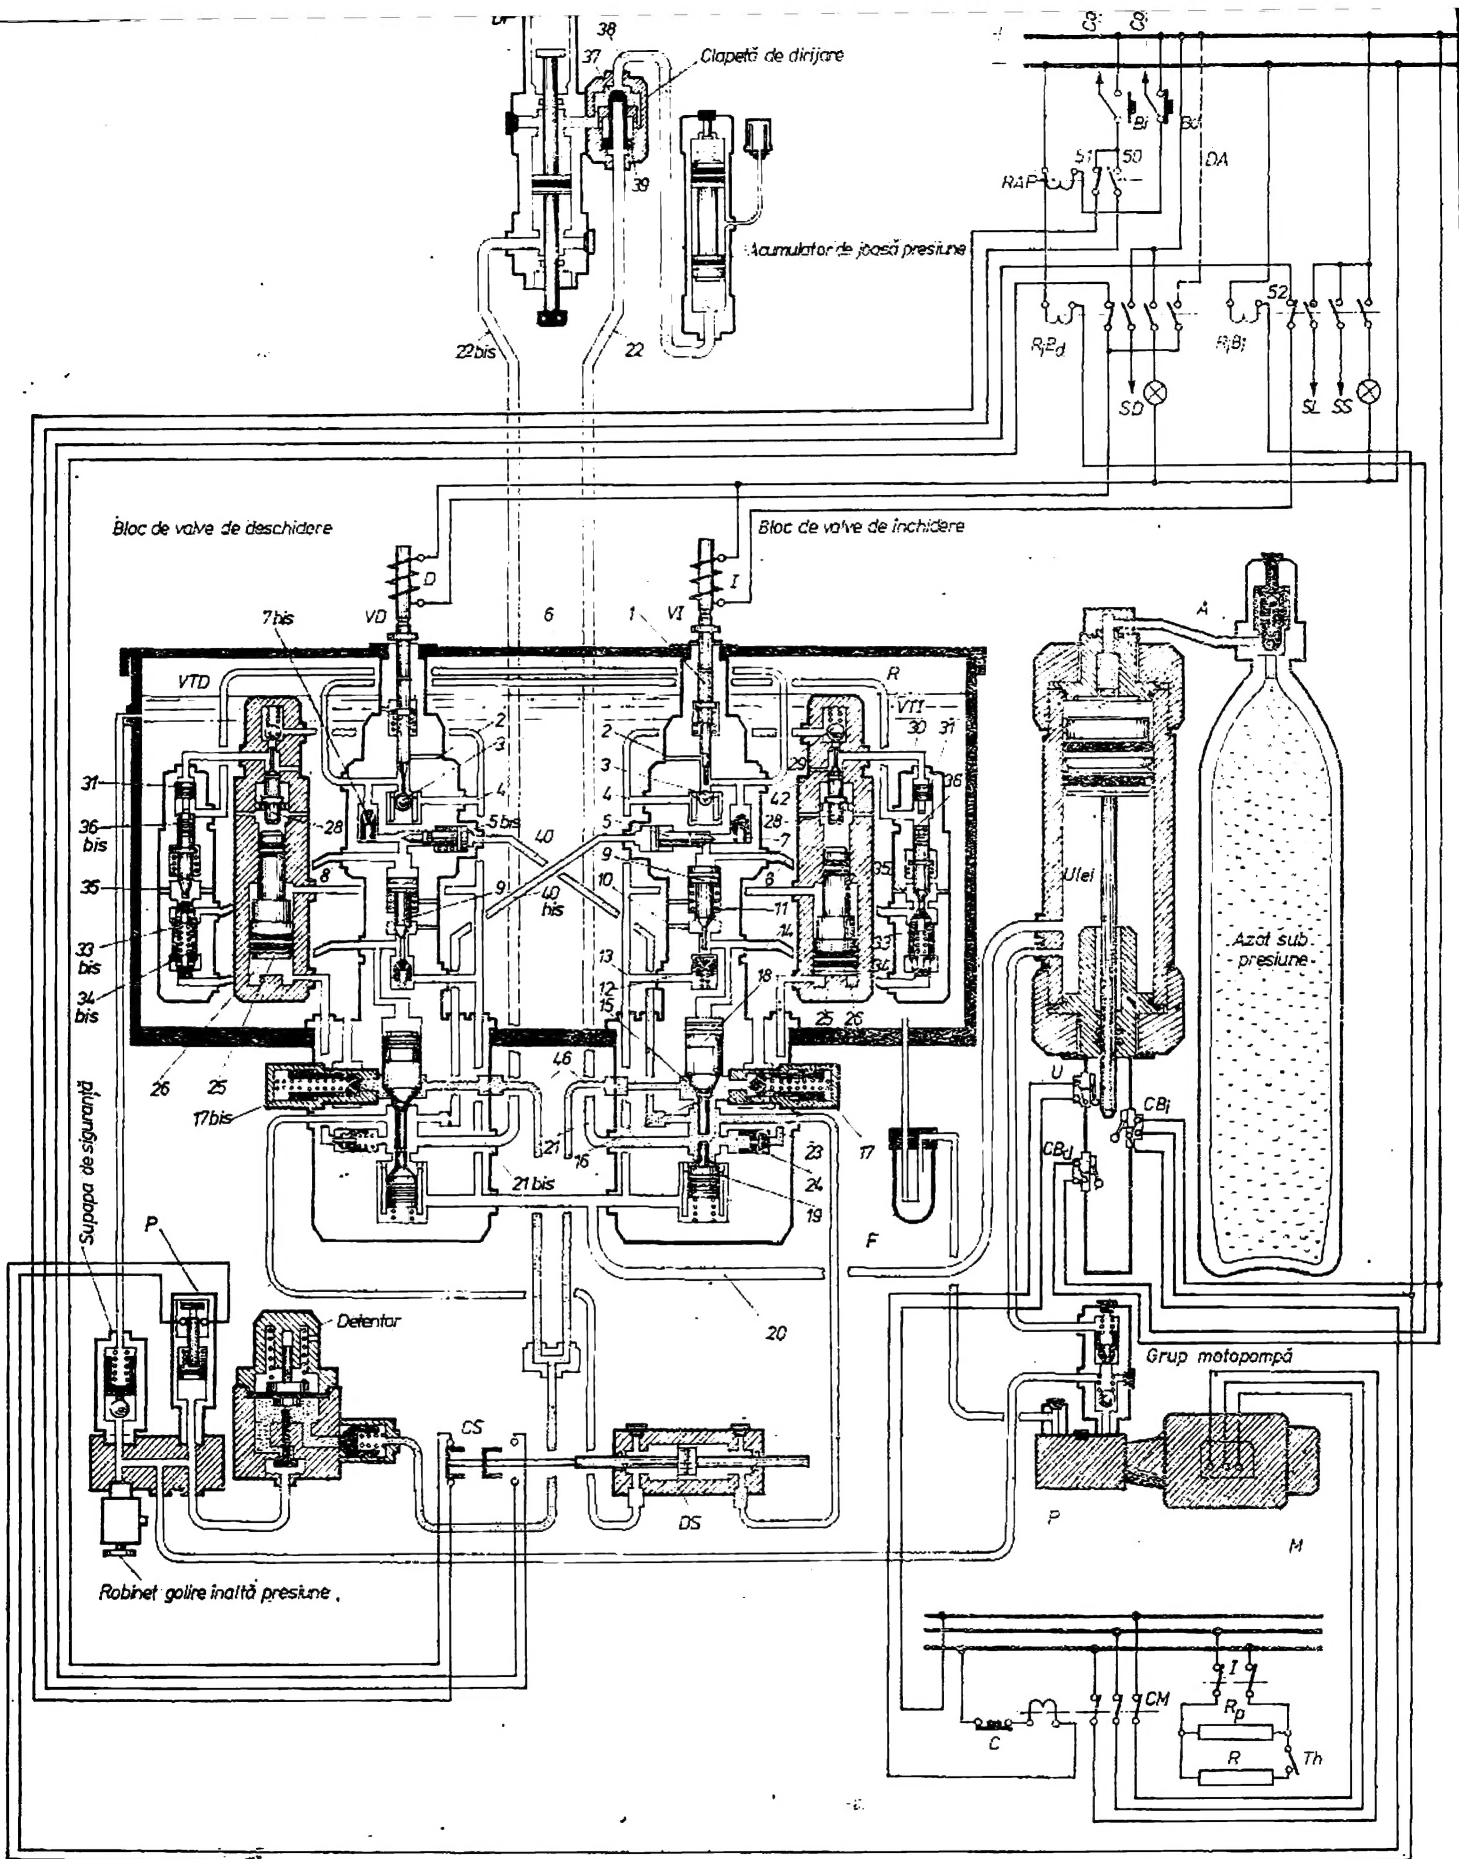 38
37
Clapetă de dirijare
39
Acumulator de joasă presiune
22bis
22
Bi
Bd
51
50
DA
RAP
52
SD
SL
SS
Bloc de valve de deschidere
Bloc de valve de închidere
D
I
7bis
VD
6
1
VI
A
VTD
R
VTI
30
31
2
2
3
3
29
31
4
4
42
36
36
bis
28
5bis
40
5
28
7
35
8
9
40
bis
9
10
8
35
Ulei
11
33
bis
14
33
Azot sub
presiune
13
18
34
34
bis
12
15
25
26
26
25
46
U
17bis
CBi
21
23
17
CBd
16
24
21bis
19
Supapa de siguranță
P
F
20
Detentor
Grup motopompă
CS
DS
P
M
Robinet golire înaltă presiune
I
CM
Rp
C
R
Th